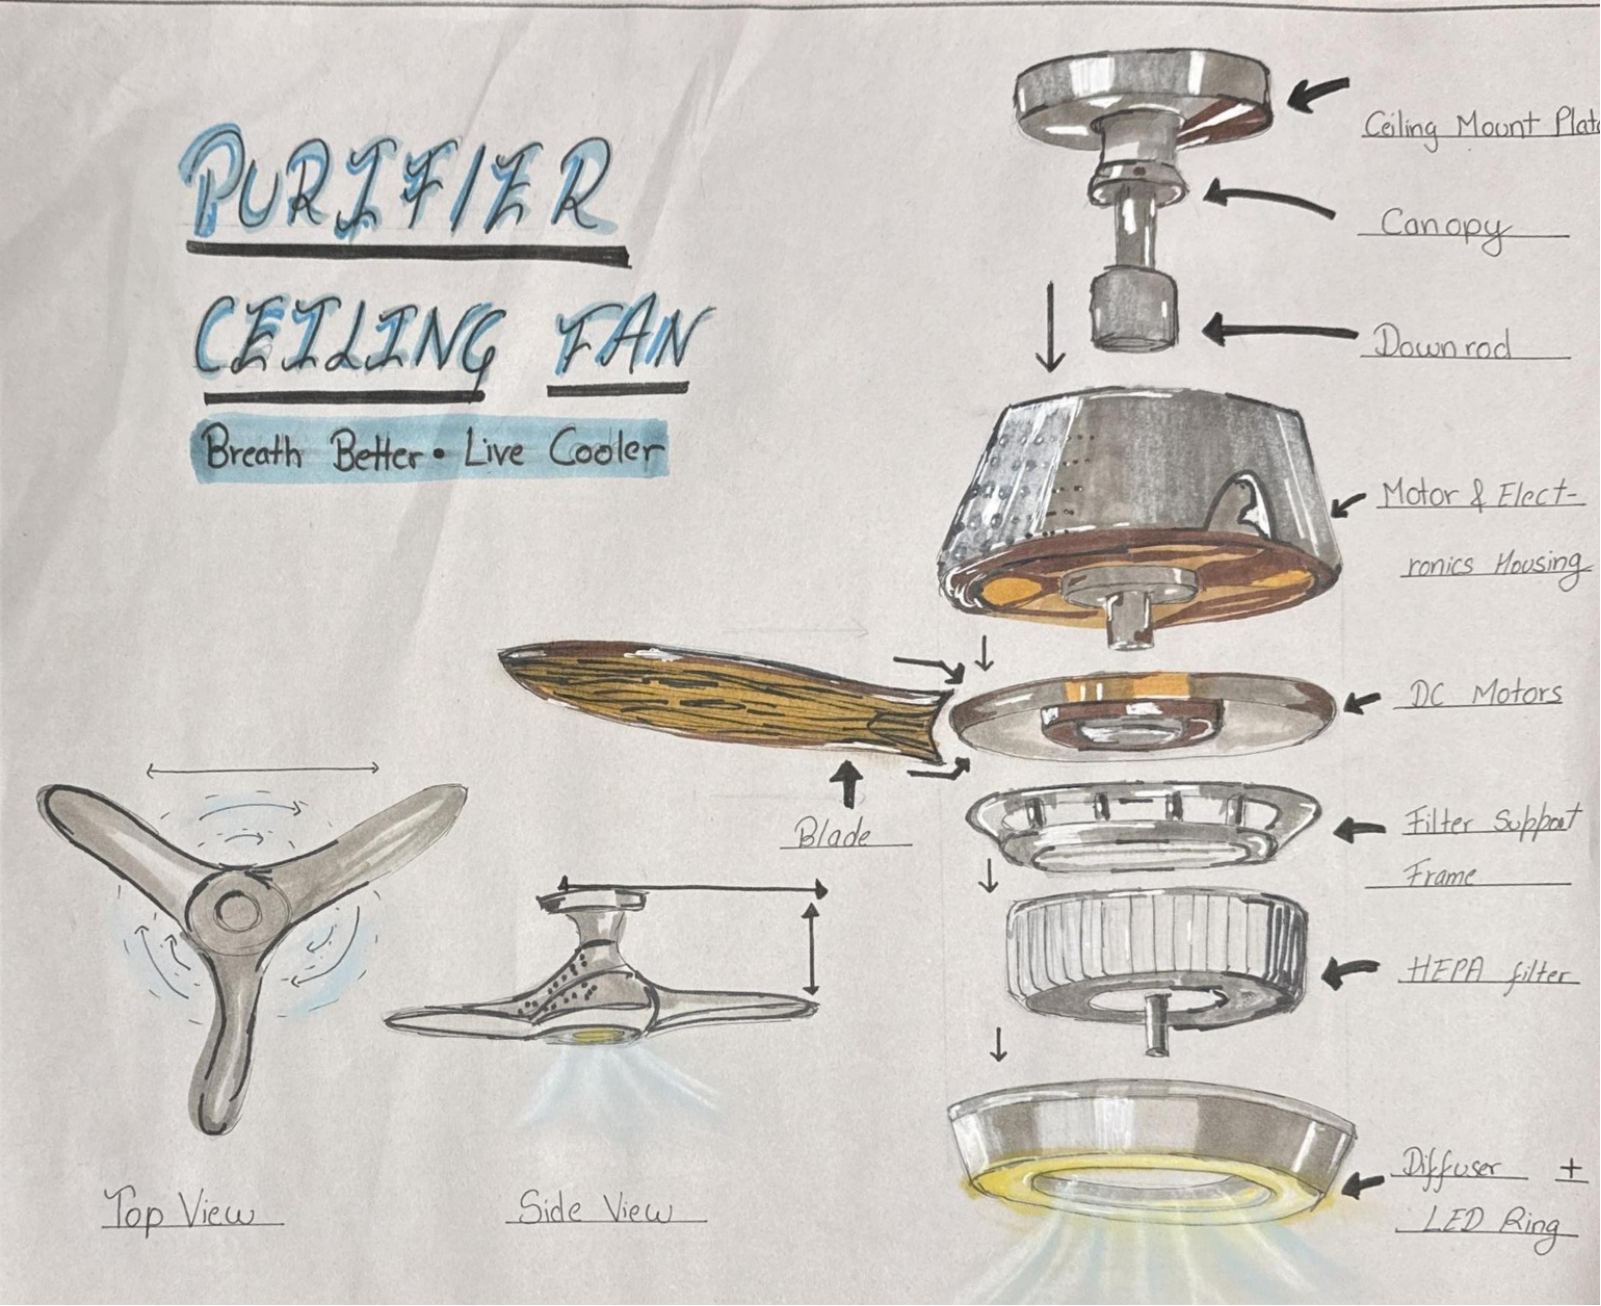 PURIFIER
CEILING FAN
Breath Better • Live Cooler
Ceiling Mount Plate
Canopy
Downrod
Motor & Elect-
ronics Housing
DC Motors
Blade
Filter Support
Frame
HEPA filter
Diffuser +
LED Ring
Top View
Side View